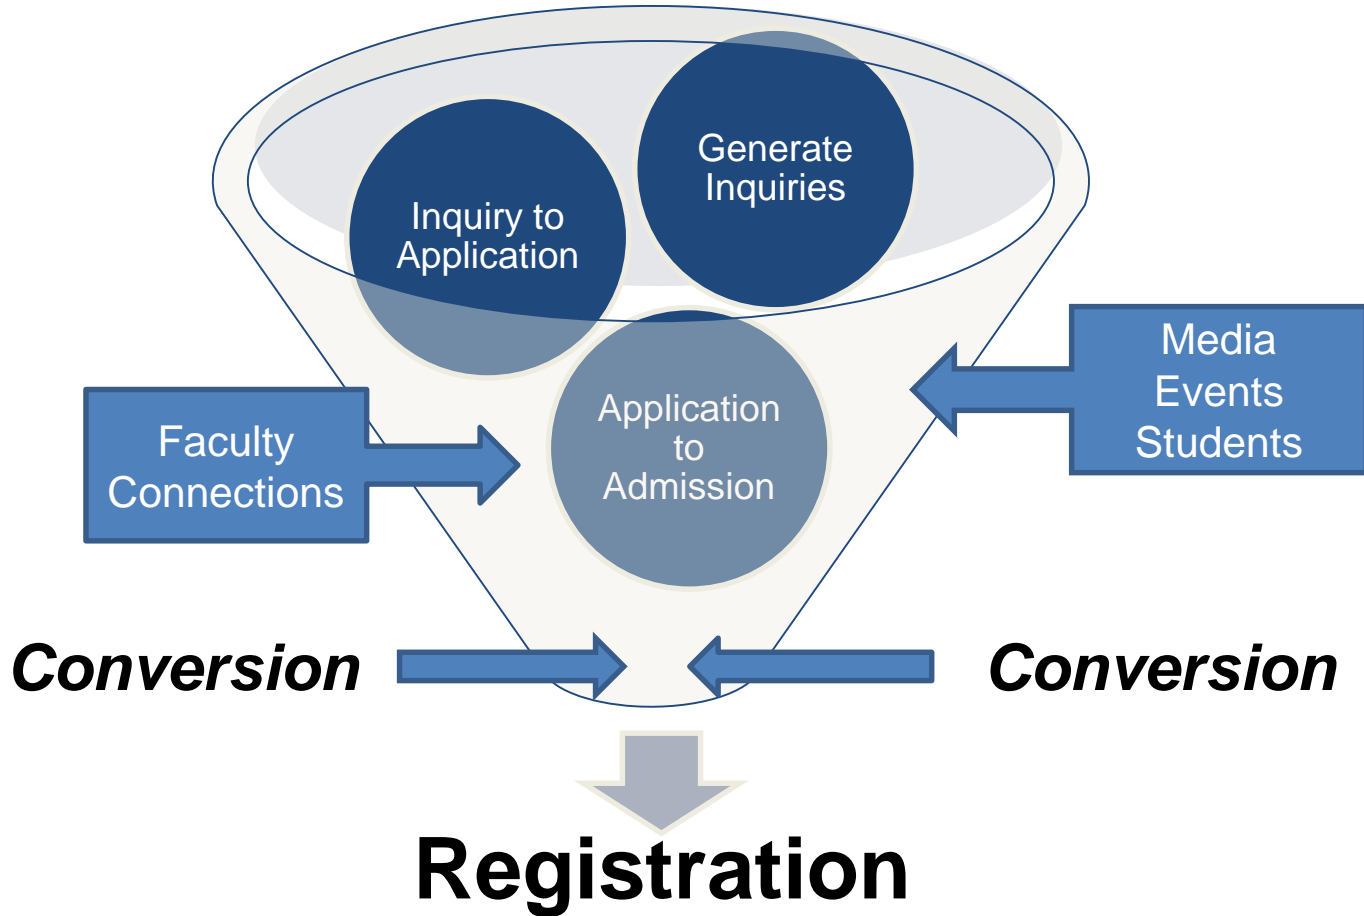 Generate
Inquiries
Inquiry to
Application
Application
to
Admission
Media
Events
Students
Faculty
Connections
Conversion
Conversion
Registration